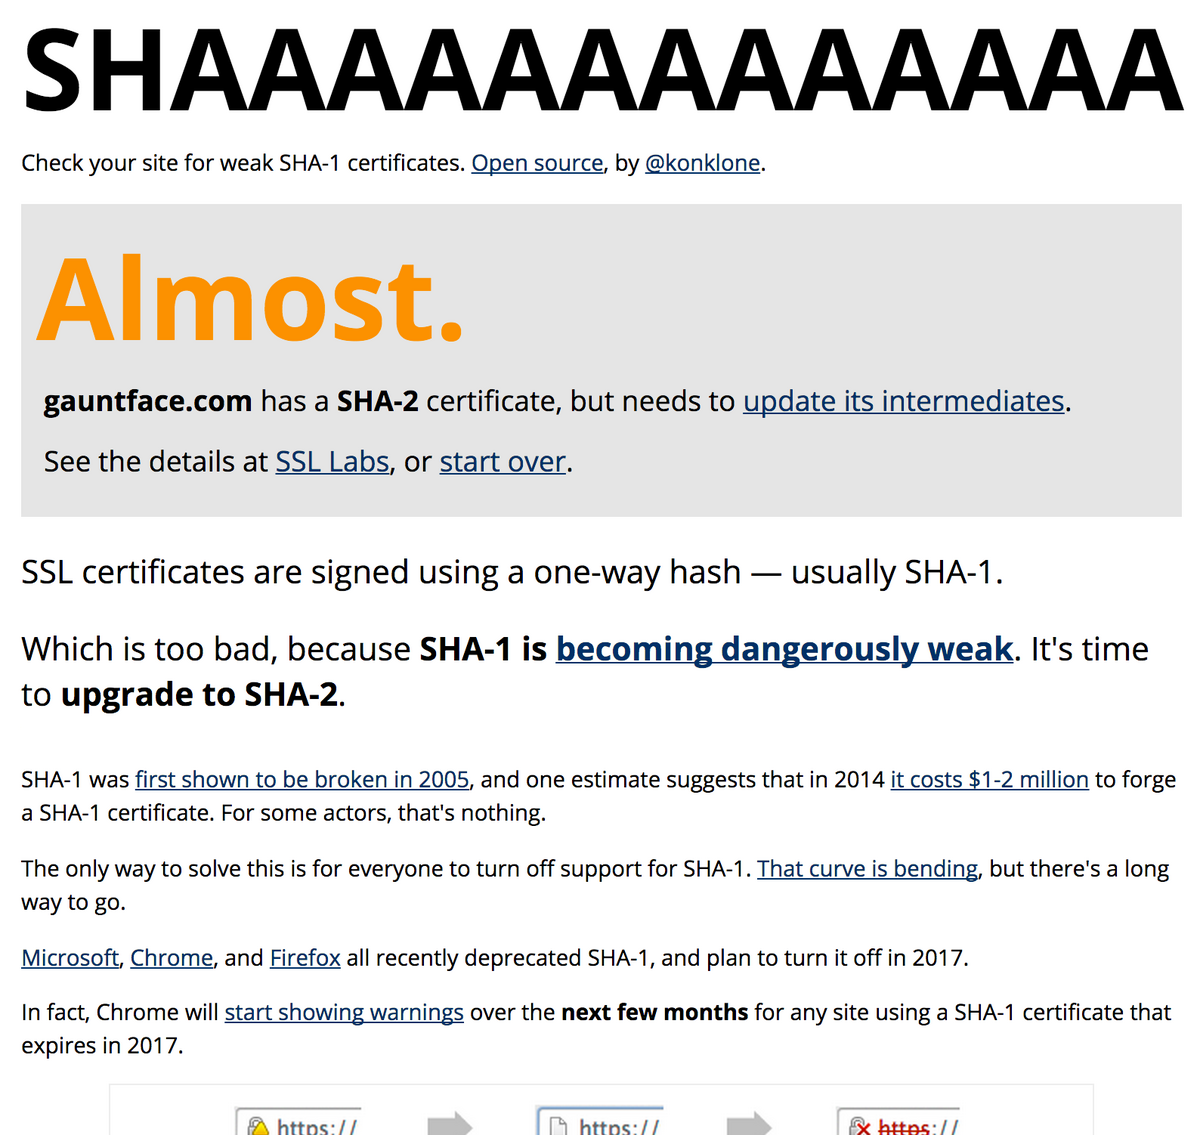 SHAAAAAAAAAAAAA
Check your site for weak SHA-1 certificates. Open source, by @konklone.
Almost.
gauntface.com has a SHA-2 certificate, but needs to update its intermediates.
See the details at SSL Labs, or start over.
SSL certificates are signed using a one-way hash — usually SHA-1.
Which is too bad, because SHA-1 is becoming dangerously weak. It's time
to upgrade to SHA-2.
SHA-1 was first shown to be broken in 2005, and one estimate suggests that in 2014 it costs $1-2 million to forge
a SHA-1 certificate. For some actors, that's nothing.
The only way to solve this is for everyone to turn off support for SHA-1. That curve is bending, but there's a long
way to go.
Microsoft, Chrome, and Firefox all recently deprecated SHA-1, and plan to turn it off in 2017.
In fact, Chrome will start showing warnings over the next few months for any site using a SHA-1 certificate that
expires in 2017.
https:// https:// https://